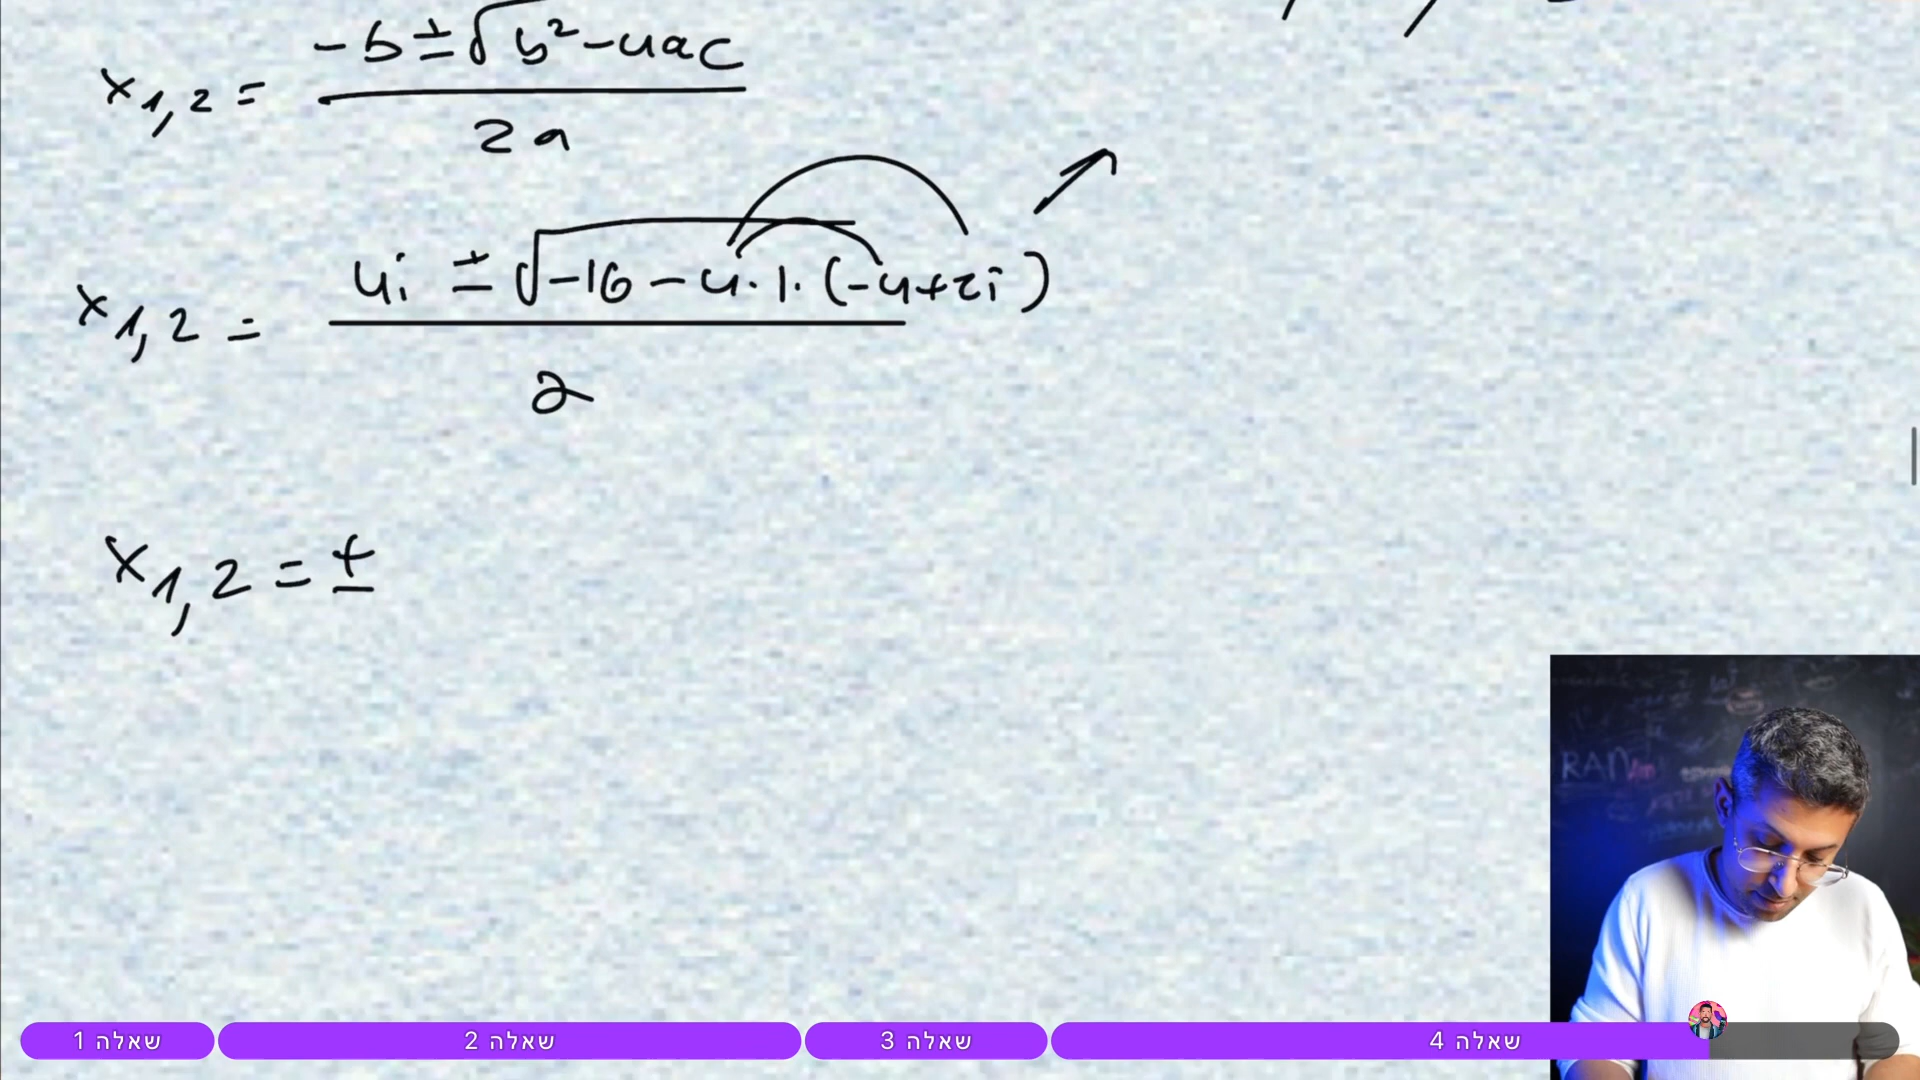 x₁,₂ = (-b ± √(b² - 4ac)) / 2a
x₁,₂ = (4i ± √(-16 - 4·1·(-4+2i))) / 2
x₁,₂ = ±
RAN
שאלה 1
שאלה 2
שאלה 3
שאלה 4